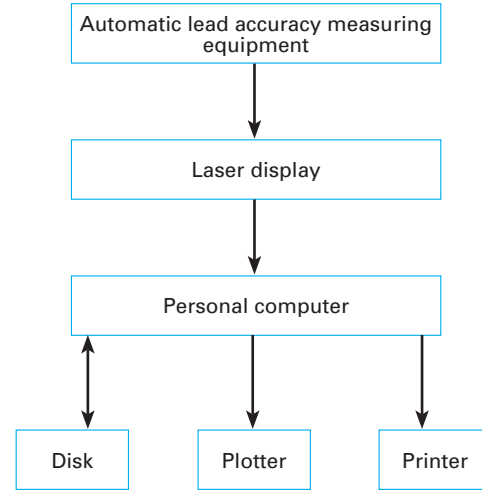 Automatic lead accuracy measuring
equipment
Laser display
Personal computer
Disk
Plotter
Printer